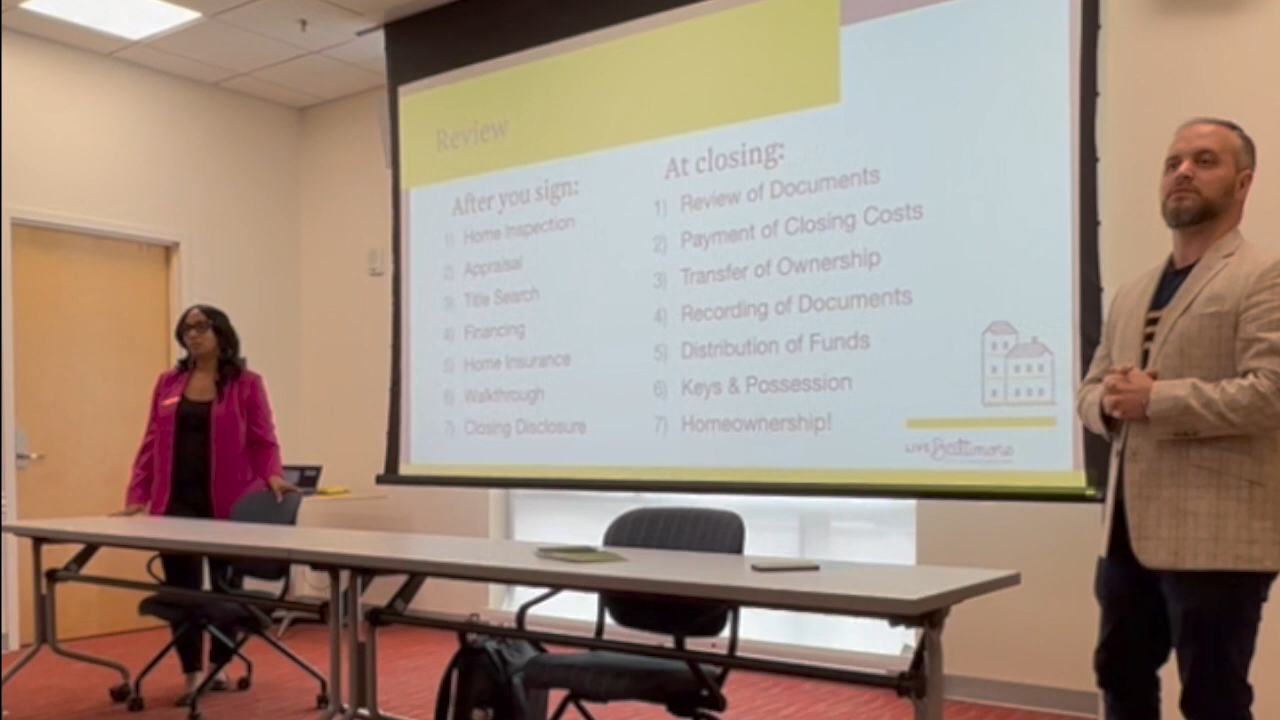 Review
After you sign:
1) Home Inspection
2) Appraisal
3) Title Search
4) Financing
5) Home Insurance
6) Walkthrough
7) Closing Disclosure
At closing:
1) Review of Documents
2) Payment of Closing Costs
3) Transfer of Ownership
4) Recording of Documents
5) Distribution of Funds
6) Keys & Possession
7) Homeownership!
LIVE Baltimore